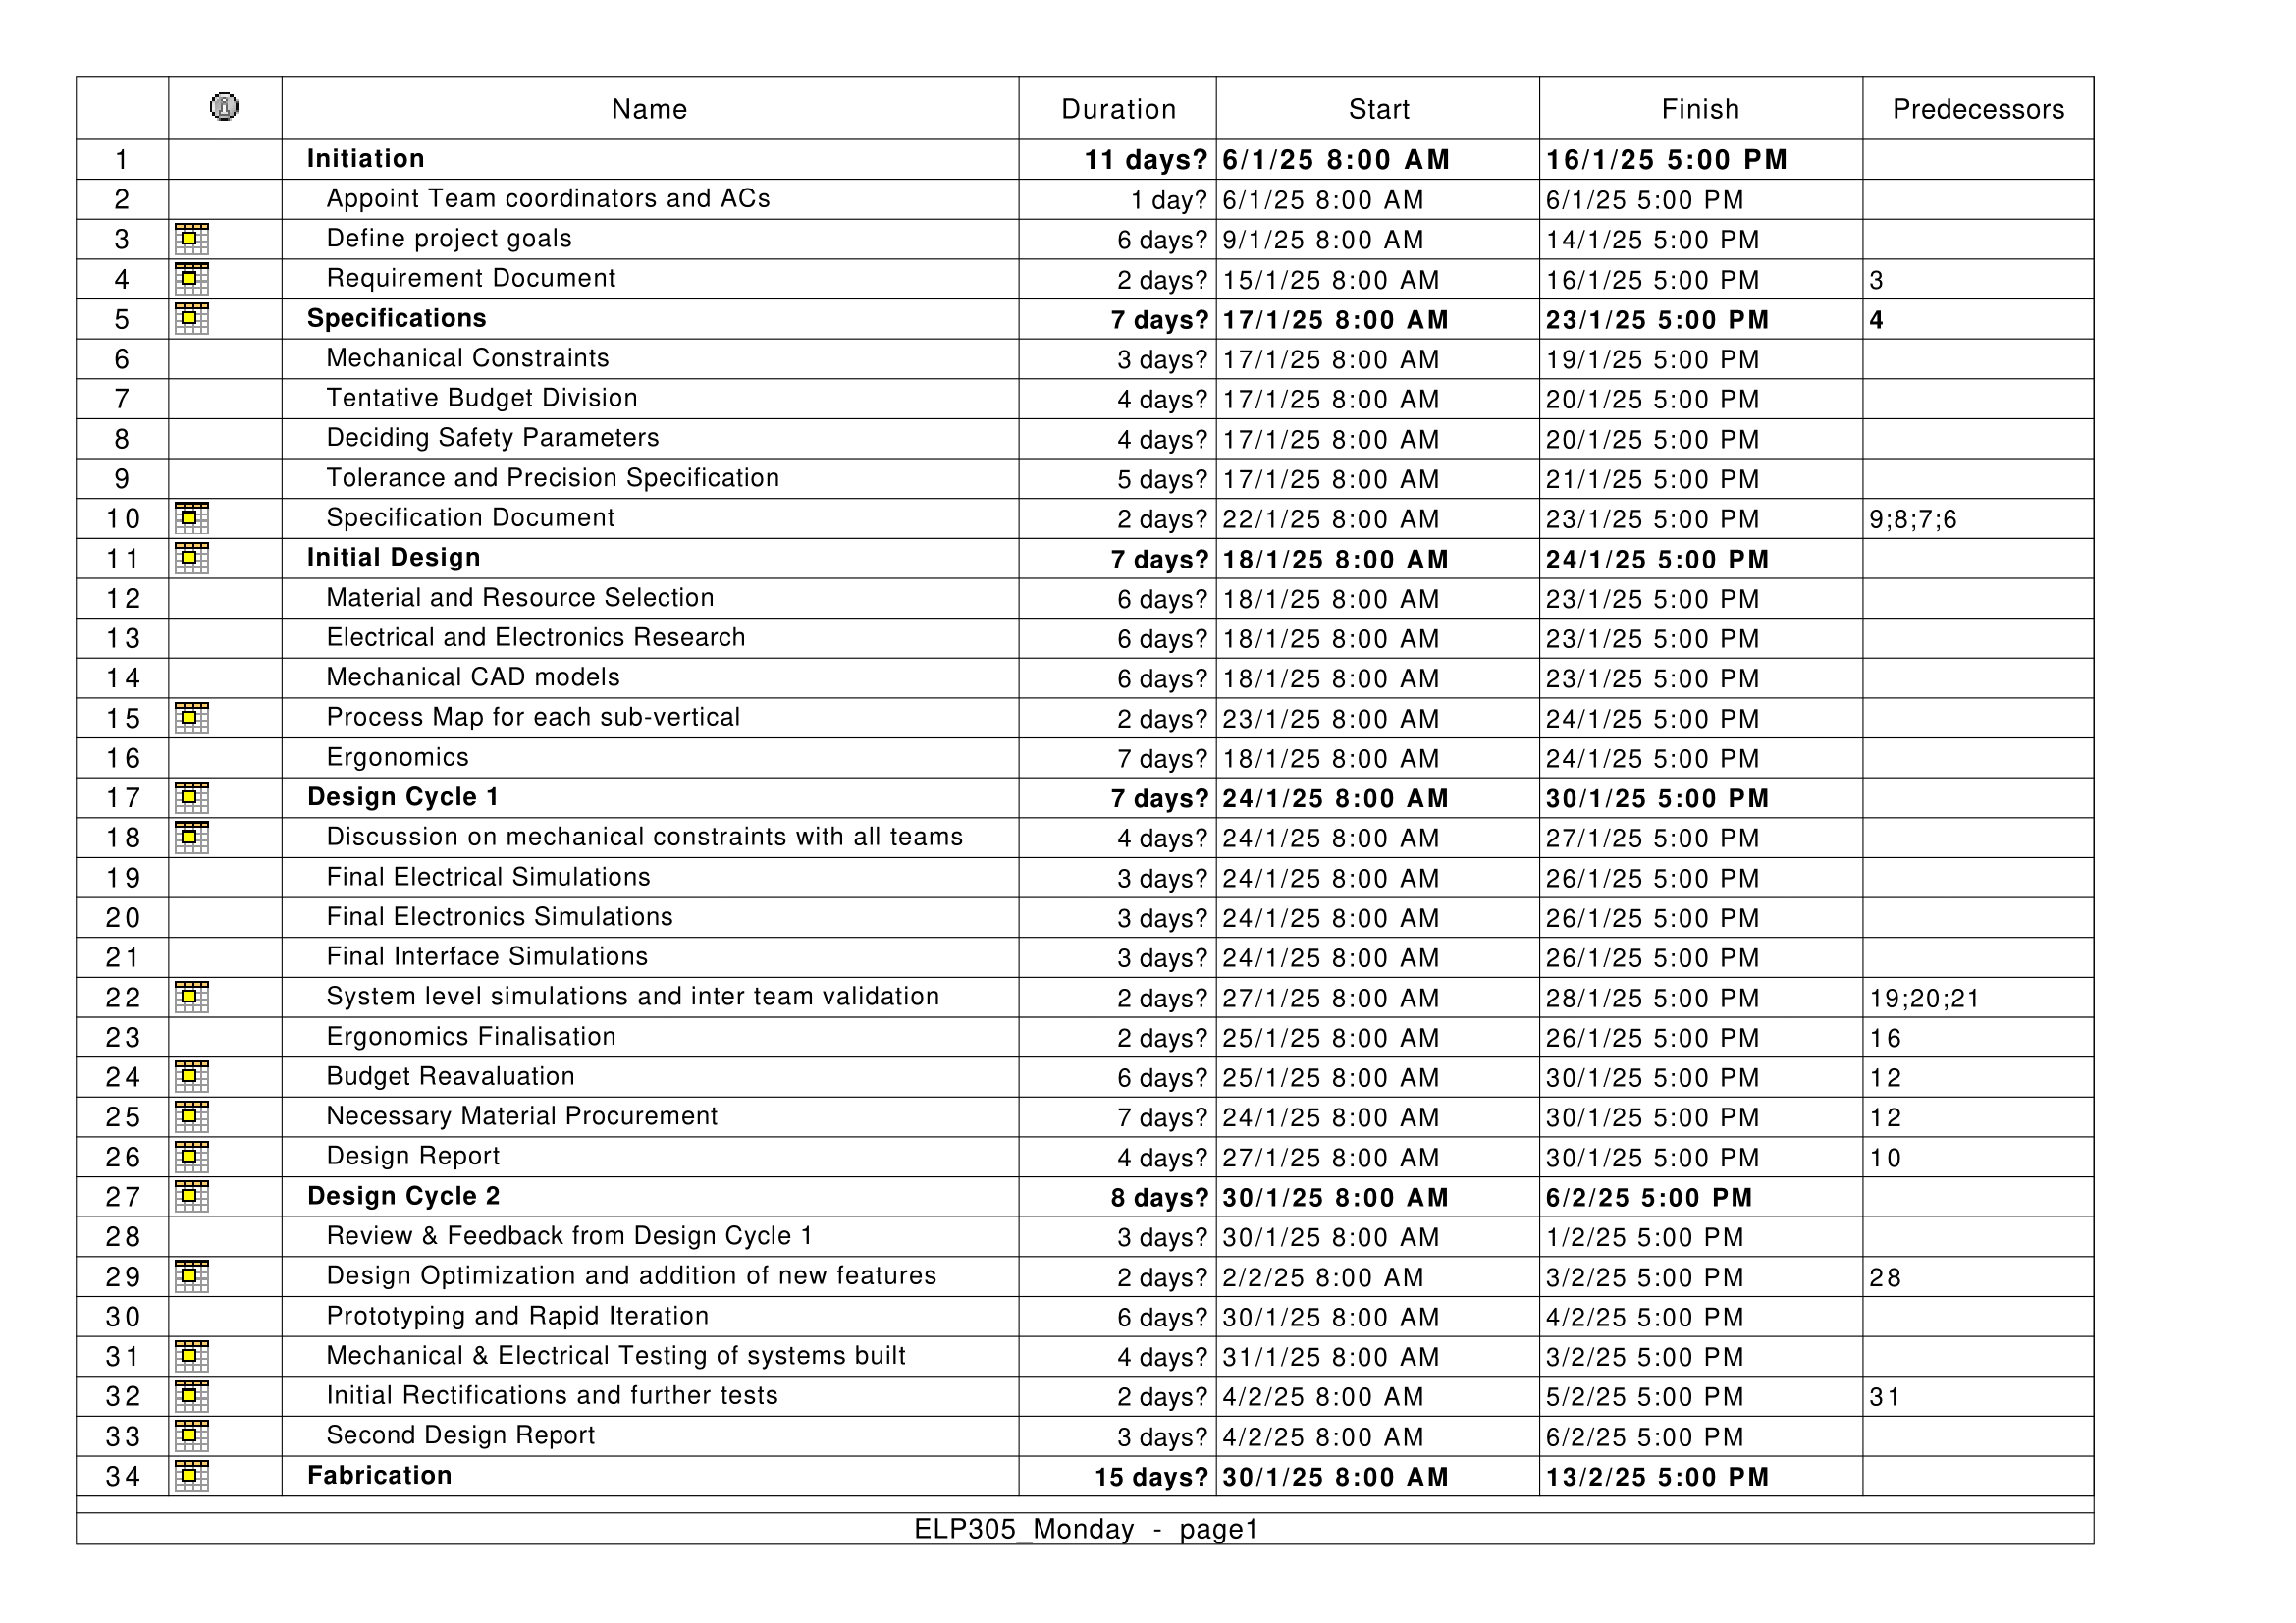 Name Duration Start Finish Predecessors
1 Initiation 11 days? 6/1/25 8:00 AM 16/1/25 5:00 PM
2 Appoint Team coordinators and ACs 1 day? 6/1/25 8:00 AM 6/1/25 5:00 PM
3 Define project goals 6 days? 9/1/25 8:00 AM 14/1/25 5:00 PM
4 Requirement Document 2 days? 15/1/25 8:00 AM 16/1/25 5:00 PM 3
5 Specifications 7 days? 17/1/25 8:00 AM 23/1/25 5:00 PM 4
6 Mechanical Constraints 3 days? 17/1/25 8:00 AM 19/1/25 5:00 PM
7 Tentative Budget Division 4 days? 17/1/25 8:00 AM 20/1/25 5:00 PM
8 Deciding Safety Parameters 4 days? 17/1/25 8:00 AM 20/1/25 5:00 PM
9 Tolerance and Precision Specification 5 days? 17/1/25 8:00 AM 21/1/25 5:00 PM
10 Specification Document 2 days? 22/1/25 8:00 AM 23/1/25 5:00 PM 9;8;7;6
11 Initial Design 7 days? 18/1/25 8:00 AM 24/1/25 5:00 PM
12 Material and Resource Selection 6 days? 18/1/25 8:00 AM 23/1/25 5:00 PM
13 Electrical and Electronics Research 6 days? 18/1/25 8:00 AM 23/1/25 5:00 PM
14 Mechanical CAD models 6 days? 18/1/25 8:00 AM 23/1/25 5:00 PM
15 Process Map for each sub-vertical 2 days? 23/1/25 8:00 AM 24/1/25 5:00 PM
16 Ergonomics 7 days? 18/1/25 8:00 AM 24/1/25 5:00 PM
17 Design Cycle 1 7 days? 24/1/25 8:00 AM 30/1/25 5:00 PM
18 Discussion on mechanical constraints with all teams 4 days? 24/1/25 8:00 AM 27/1/25 5:00 PM
19 Final Electrical Simulations 3 days? 24/1/25 8:00 AM 26/1/25 5:00 PM
20 Final Electronics Simulations 3 days? 24/1/25 8:00 AM 26/1/25 5:00 PM
21 Final Interface Simulations 3 days? 24/1/25 8:00 AM 26/1/25 5:00 PM
22 System level simulations and inter team validation 2 days? 27/1/25 8:00 AM 28/1/25 5:00 PM 19;20;21
23 Ergonomics Finalisation 2 days? 25/1/25 8:00 AM 26/1/25 5:00 PM 16
24 Budget Reavaluation 6 days? 25/1/25 8:00 AM 30/1/25 5:00 PM 12
25 Necessary Material Procurement 7 days? 24/1/25 8:00 AM 30/1/25 5:00 PM 12
26 Design Report 4 days? 27/1/25 8:00 AM 30/1/25 5:00 PM 10
27 Design Cycle 2 8 days? 30/1/25 8:00 AM 6/2/25 5:00 PM
28 Review & Feedback from Design Cycle 1 3 days? 30/1/25 8:00 AM 1/2/25 5:00 PM
29 Design Optimization and addition of new features 2 days? 2/2/25 8:00 AM 3/2/25 5:00 PM 28
30 Prototyping and Rapid Iteration 6 days? 30/1/25 8:00 AM 4/2/25 5:00 PM
31 Mechanical & Electrical Testing of systems built 4 days? 31/1/25 8:00 AM 3/2/25 5:00 PM
32 Initial Rectifications and further tests 2 days? 4/2/25 8:00 AM 5/2/25 5:00 PM 31
33 Second Design Report 3 days? 4/2/25 8:00 AM 6/2/25 5:00 PM
34 Fabrication 15 days? 30/1/25 8:00 AM 13/2/25 5:00 PM
ELP305_Monday - page1